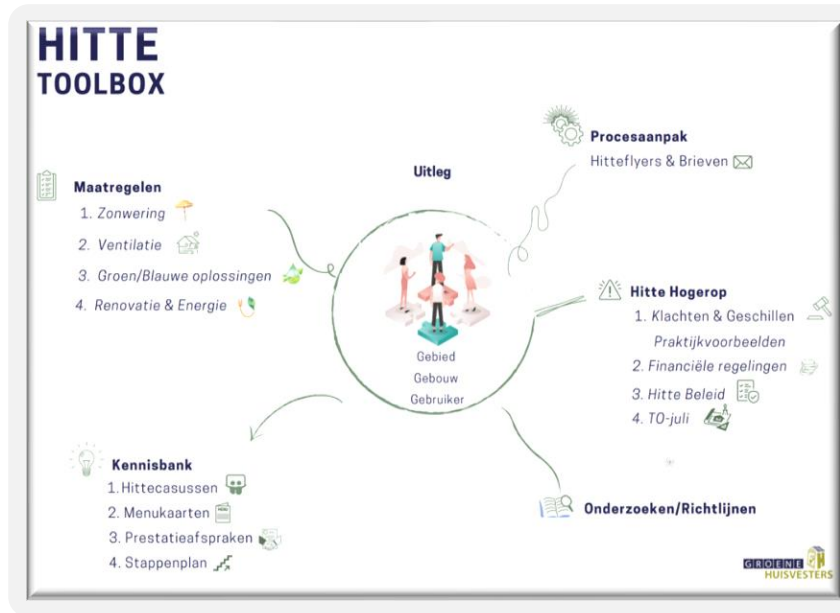 HITTE
TOOLBOX
Maatregelen
1. Zonwering
2. Ventilatie
3. Groen/Blauwe oplossingen
4. Renovatie & Energie
Uitleg
Procesaanpak
Hitteflyers & Brieven
Gebied
Gebouw
Gebruiker
Hitte Hogerop
1. Klachten & Geschillen
Praktijkvoorbeelden
2. Financiële regelingen
3. Hitte Beleid
4. TO-juli
Kennisbank
1. Hittecasussen
2. Menukaarten
3. Prestatieafspraken
4. Stappenplan
Onderzoeken/Richtlijnen
GROENE
HUISVESTERS